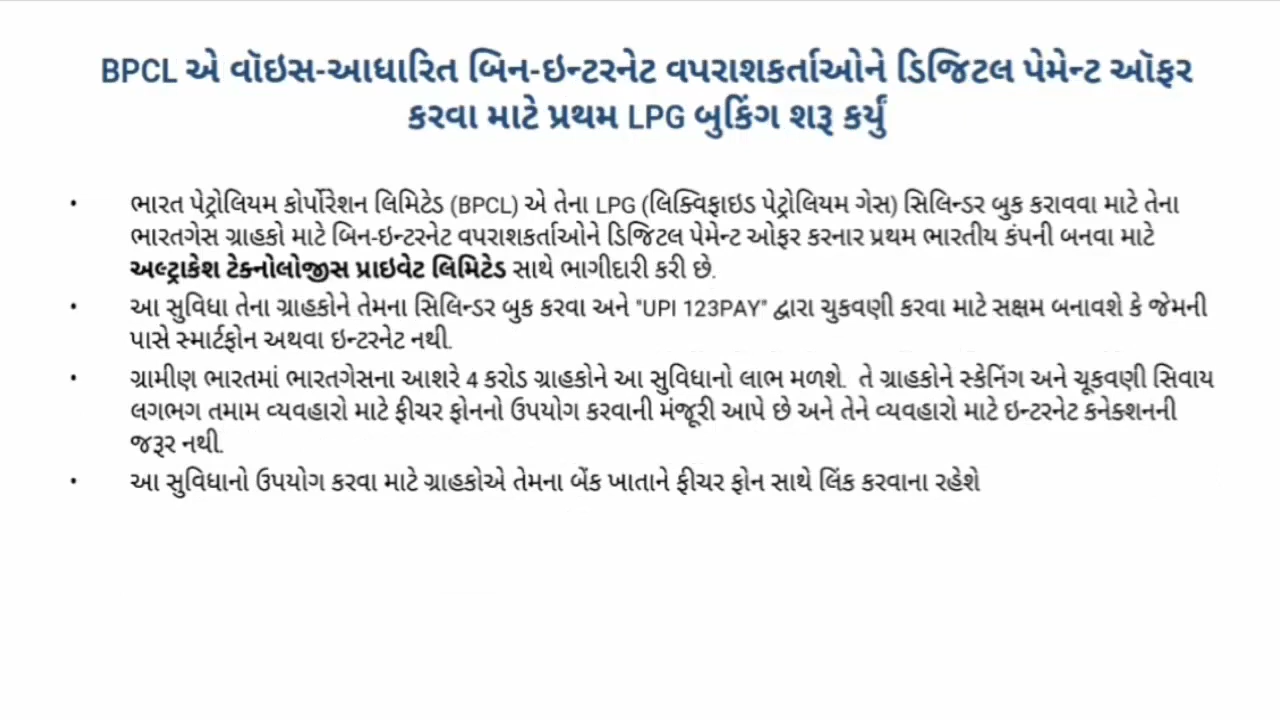 BPCL એ વૉઇસ-આધારિત બિન-ઇન્ટરનેટ વપરાશકર્તાઓને ડિજિટલ પેમેન્ટ ઑફર
કરવા માટે પ્રથમ LPG બુકિંગ શરૂ કર્યું
• ભારત પેટ્રોલિયમ કોર્પોરેશન લિમિટેડ (BPCL) એ તેના LPG (લિક્વિફાઇડ પેટ્રોલિયમ ગેસ) સિલિન્ડર બુક કરાવવા માટે તેના
ભારતગેસ ગ્રાહકો માટે બિન-ઇન્ટરનેટ વપરાશકર્તાઓને ડિજિટલ પેમેન્ટ ઓફર કરનાર પ્રથમ ભારતીય કંપની બનવા માટે
અલ્ટ્રાકેશ ટેક્નોલોજીસ પ્રાઇવેટ લિમિટેડ સાથે ભાગીદારી કરી છે.
• આ સુવિધા તેના ગ્રાહકોને તેમના સિલિન્ડર બુક કરવા અને "UPI 123PAY" દ્વારા ચુકવણી કરવા માટે સક્ષમ બનાવશે કે જેમની
પાસે સ્માર્ટફોન અથવા ઇન્ટરનેટ નથી.
• ગ્રામીણ ભારતમાં ભારતગેસના આશરે 4 કરોડ ગ્રાહકોને આ સુવિધાનો લાભ મળશે. તે ગ્રાહકોને સ્કેનિંગ અને ચૂકવણી સિવાય
લગભગ તમામ વ્યવહારો માટે ફીચર ફોનનો ઉપયોગ કરવાની મંજૂરી આપે છે અને તેને વ્યવહારો માટે ઇન્ટરનેટ કનેક્શનની
જરૂર નથી.
• આ સુવિધાનો ઉપયોગ કરવા માટે ગ્રાહકોએ તેમના બેંક ખાતાને ફીચર ફોન સાથે લિંક કરવાના રહેશે